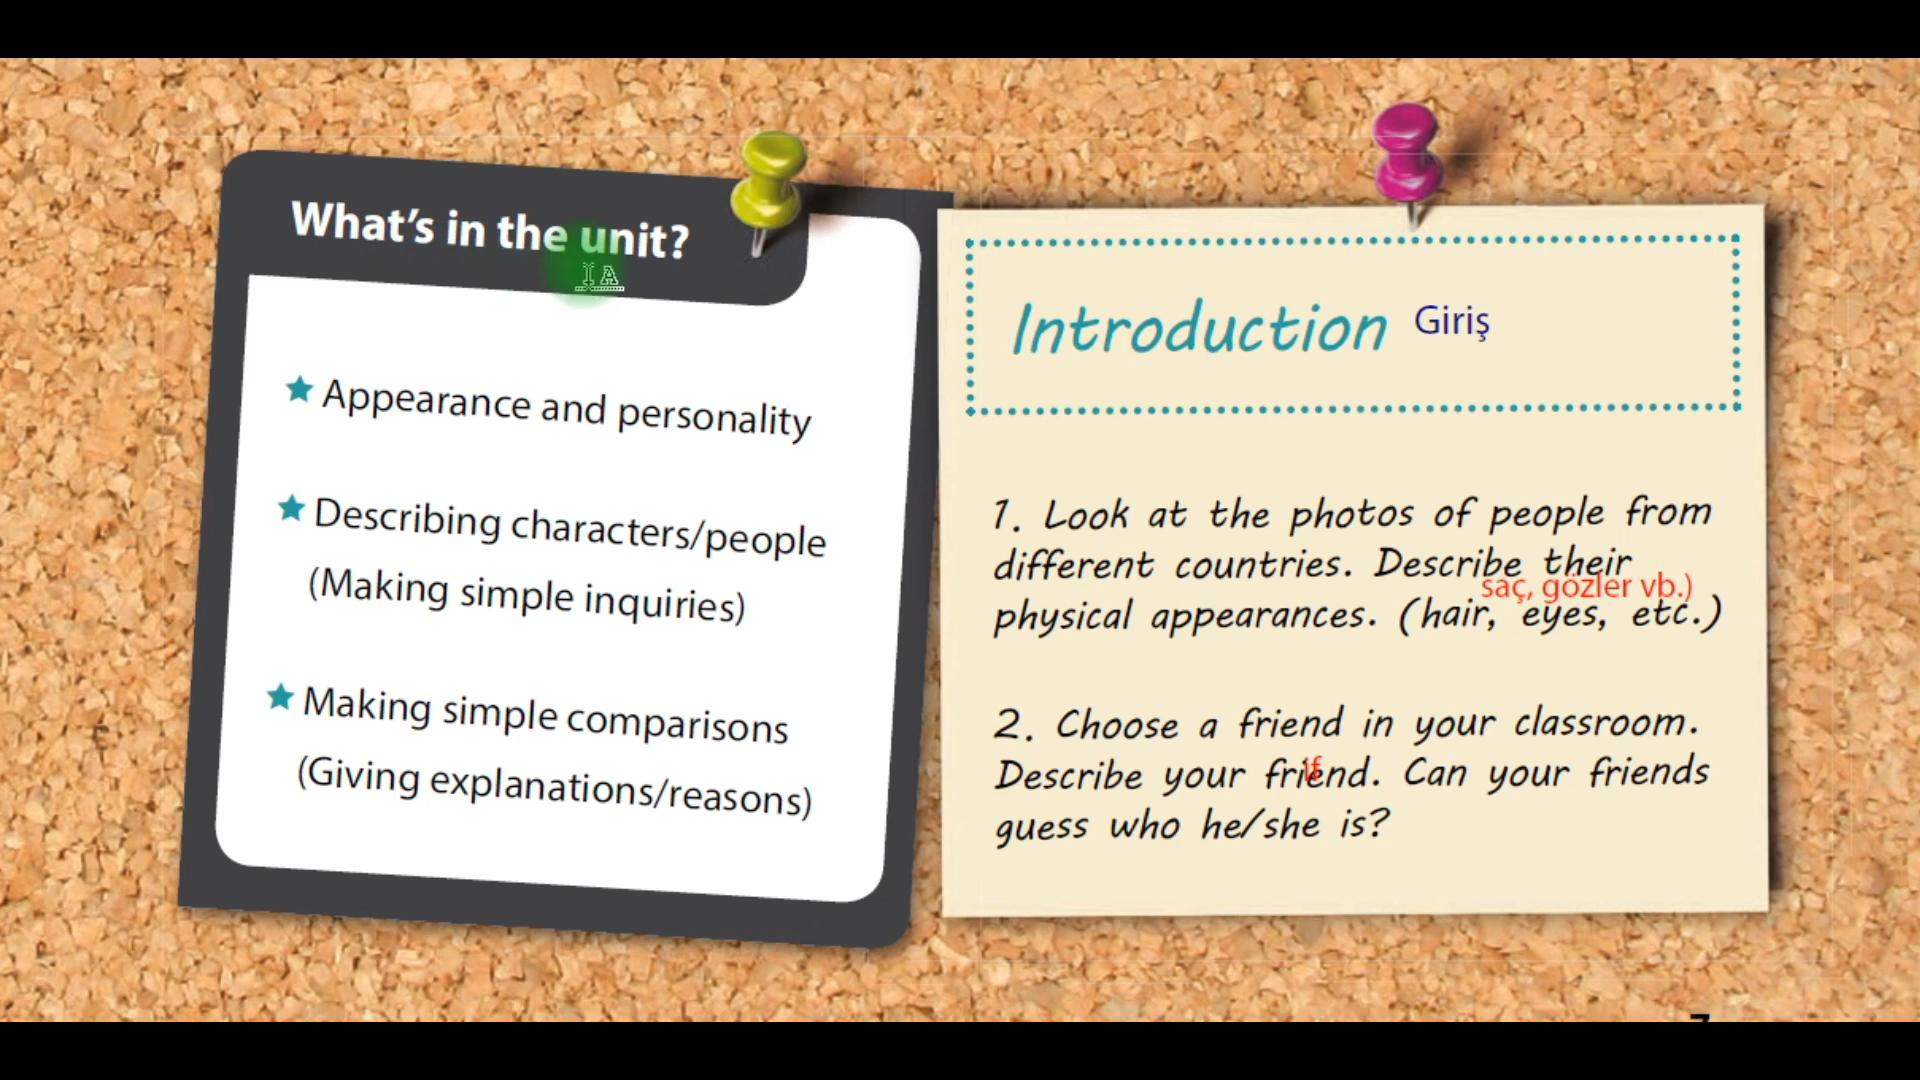 What's in the unit?
Appearance and personality
Describing characters/people
(Making simple inquiries)
Making simple comparisons
(Giving explanations/reasons)
Introduction Giriş
1. Look at the photos of people from
different countries. Describe their
saç, gözler vb.)
physical appearances. (hair, eyes, etc.)
2. Choose a friend in your classroom.
Describe your friend. Can your friends
guess who he/she is?